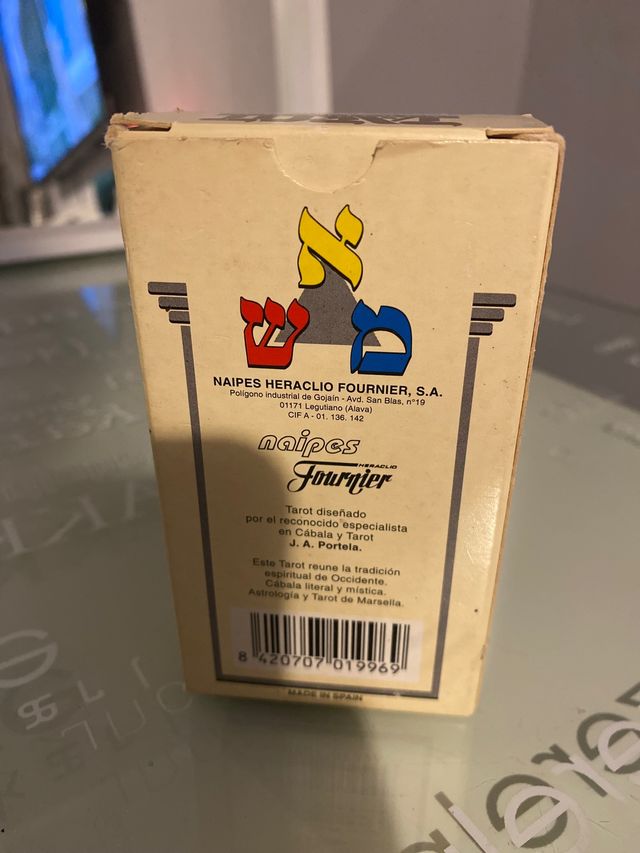 TAROT
א
ש מ
NAIPES HERACLIO FOURNIER, S.A.
Polígono industrial de Gojaín - Avd. San Blas, nº19
01171 Legutiano (Alava)
CIF A - 01. 136. 142
naipes
HERACLIO
Fournier
Tarot diseñado
por el reconocido especialista
en Cábala y Tarot
J. A. Portela.
Este Tarot reune la tradición
espiritual de Occidente.
Cábala literal y mística.
Astrología y Tarot de Marsella.
8 420707 019969
MADE IN SPAIN